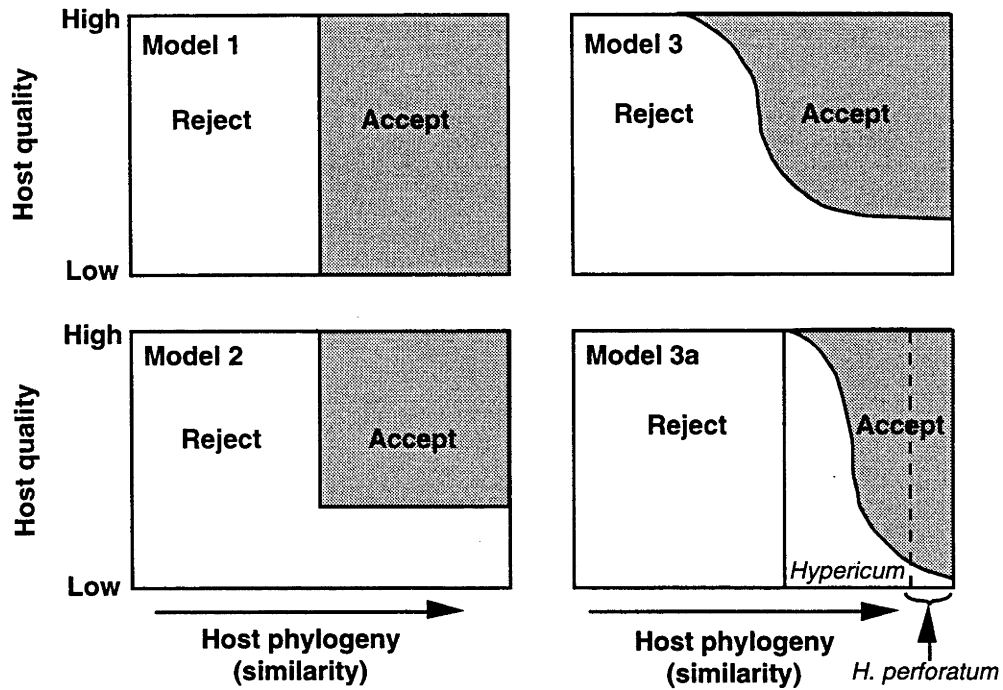 High
Model 1
Reject
Accept
Host quality
Low
Model 3
Reject
Accept
High
Model 2
Reject
Accept
Host quality
Low
Host phylogeny
(similarity)
Model 3a
Reject
Accept
Hypericum
Host phylogeny
(similarity)
H. perforatum